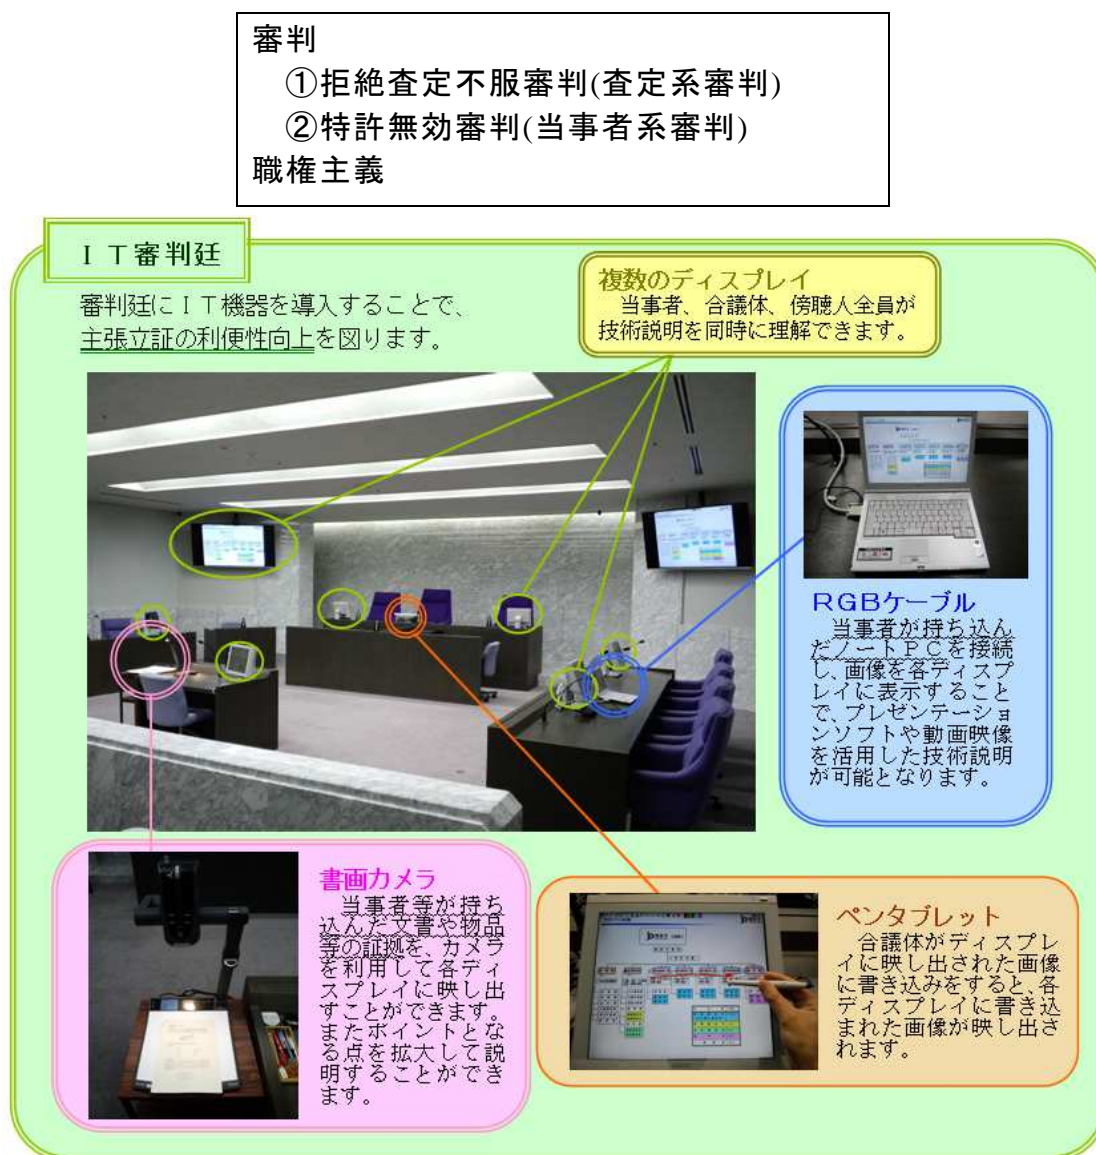 審判
①拒絶査定不服審判(査定系審判)
②特許無効審判(当事者系審判)
職権主義
ＩＴ審判廷
審判廷にＩＴ機器を導入することで、
主張立証の利便性向上を図ります。
複数のディスプレイ
当事者、合議体、傍聴人全員が
技術説明を同時に理解できます。
ＲＧＢケーブル
当事者が持ち込ん
だノートＰＣを接続
し、画像を各ディスプ
レイに表示すること
で、プレゼンテーショ
ンソフトや動画映像
を活用した技術説明
が可能となります。
書画カメラ
当事者等が持ち
込んだ文書や物品
等の証拠を、カメラ
を利用して各ディ
スプレイに映し出
すことができます。
またポイントとな
る点を拡大して説
明することができ
ます。
ペンタブレット
合議体がディスプレ
イに映し出された画像
に書き込みをすると、各
ディスプレイに書き込
まれた画像が映し出さ
れます。